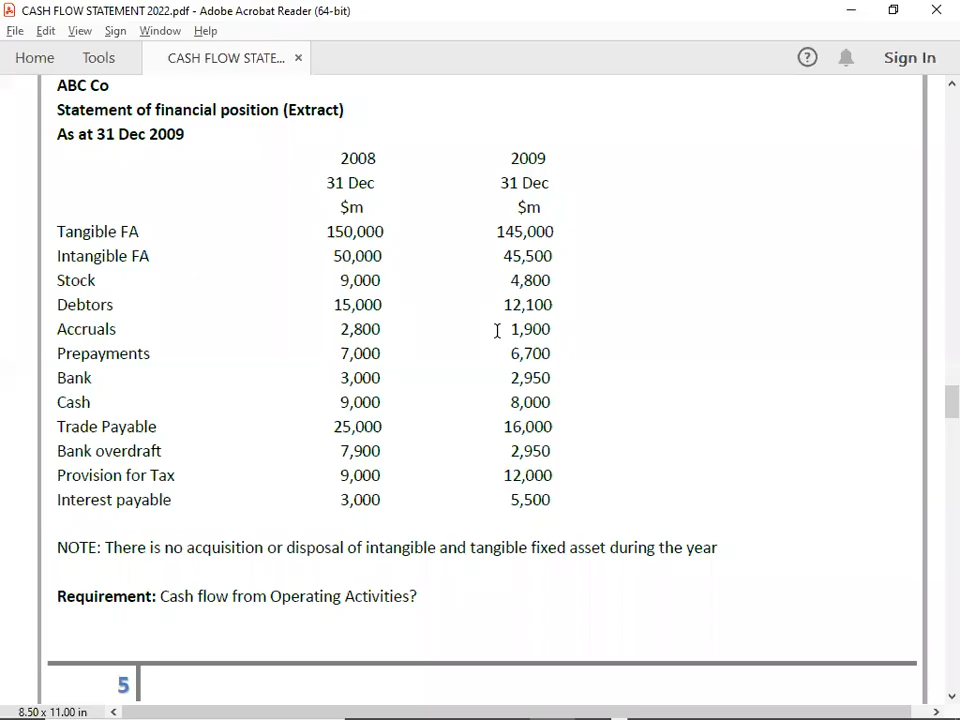 CASH FLOW STATEMENT 2022.pdf - Adobe Acrobat Reader (64-bit)
File Edit View Sign Window Help
Home Tools CASH FLOW STATE... × Sign In
ABC Co
Statement of financial position (Extract)
As at 31 Dec 2009
2008 2009
31 Dec 31 Dec
$m $m
Tangible FA 150,000 145,000
Intangible FA 50,000 45,500
Stock 9,000 4,800
Debtors 15,000 12,100
Accruals 2,800 1,900
Prepayments 7,000 6,700
Bank 3,000 2,950
Cash 9,000 8,000
Trade Payable 25,000 16,000
Bank overdraft 7,900 2,950
Provision for Tax 9,000 12,000
Interest payable 3,000 5,500
NOTE: There is no acquisition or disposal of intangible and tangible fixed asset during the year
Requirement: Cash flow from Operating Activities?
5
8.50 x 11.00 in